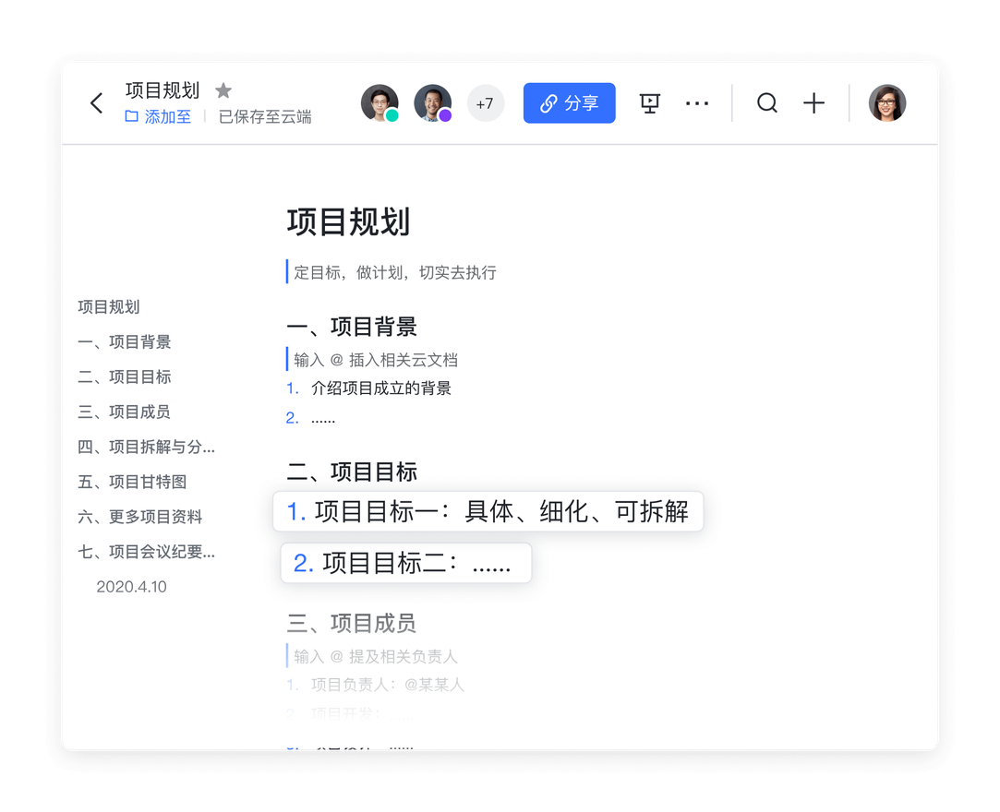 项目规划
添加至
已保存至云端
+7
分享
项目规划
定目标，做计划，切实去执行
项目规划
一、项目背景
二、项目目标
三、项目成员
四、项目拆解与分...
五、项目甘特图
六、更多项目资料
七、项目会议纪要...
2020.4.10
一、项目背景
输入 @ 插入相关云文档
1. 介绍项目成立的背景
2. ......
二、项目目标
1. 项目目标一：具体、细化、可拆解
2. 项目目标二：......
三、项目成员
输入 @ 提及相关负责人
1. 项目负责人：@某某人
2. 项目开发：